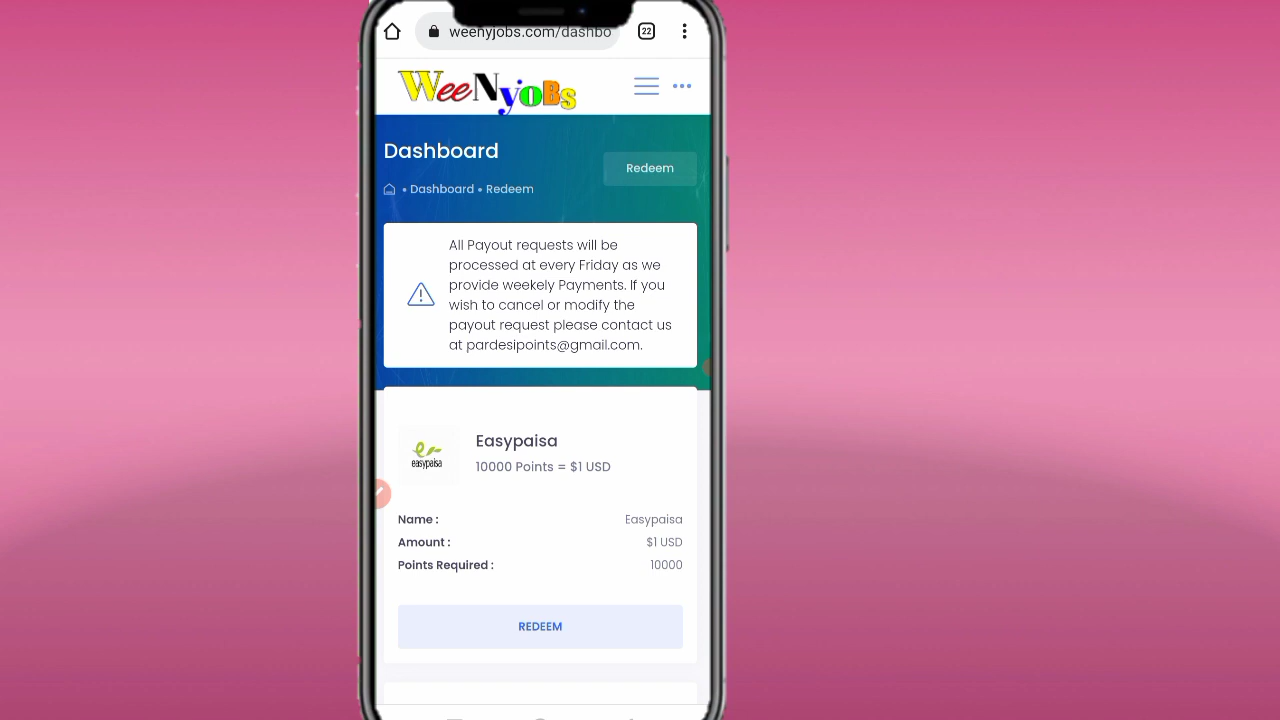 weenyjobs.com/dashbo
22
WeeNyjoBs
Dashboard
Redeem
• Dashboard • Redeem
All Payout requests will be
processed at every Friday as we
provide weekly Payments. If you
wish to cancel or modify the
payout request please contact us
at pardesipoints@gmail.com.
easypaisa
Easypaisa
10000 Points = $1 USD
Name : Easypaisa
Amount : $1 USD
Points Required : 10000
REDEEM